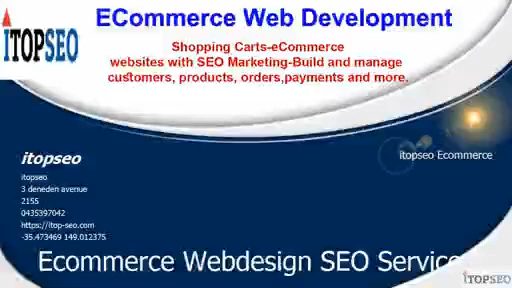 ITOPSEO
ECommerce Web Development
Shopping Carts-eCommerce
websites with SEO Marketing-Build and manage
customers, products, orders,payments and more.
itopseo
itopseo Ecommerce
itopseo
3 deneden avenue
2155
0435397042
https://itop-seo.com
-35.473469 149.012375
Ecommerce Webdesign SEO Service
ITOPSEO